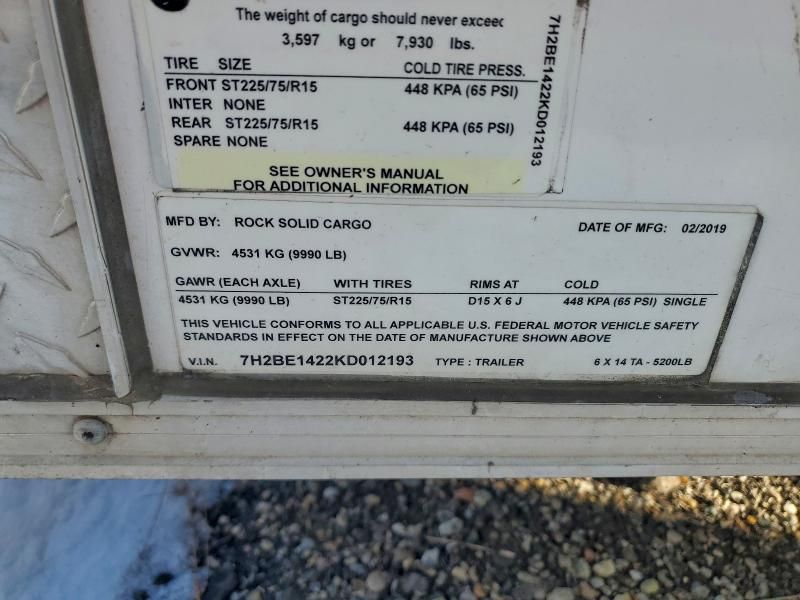 The weight of cargo should never exceed
3,597 kg or 7,930 lbs.
TIRE SIZE COLD TIRE PRESS.
FRONT ST225/75/R15 448 KPA (65 PSI)
INTER NONE
REAR ST225/75/R15 448 KPA (65 PSI)
SPARE NONE
SEE OWNER'S MANUAL
FOR ADDITIONAL INFORMATION
7H2BE1422KD012193
MFD BY: ROCK SOLID CARGO DATE OF MFG: 02/2019
GVWR: 4531 KG (9990 LB)
GAWR (EACH AXLE) WITH TIRES RIMS AT COLD
4531 KG (9990 LB) ST225/75/R15 D15 X 6 J 448 KPA (65 PSI) SINGLE
THIS VEHICLE CONFORMS TO ALL APPLICABLE U.S. FEDERAL MOTOR VEHICLE SAFETY
STANDARDS IN EFFECT ON THE DATE OF MANUFACTURE SHOWN ABOVE
V.I.N. 7H2BE1422KD012193 TYPE : TRAILER 6 X 14 TA - 5200LB